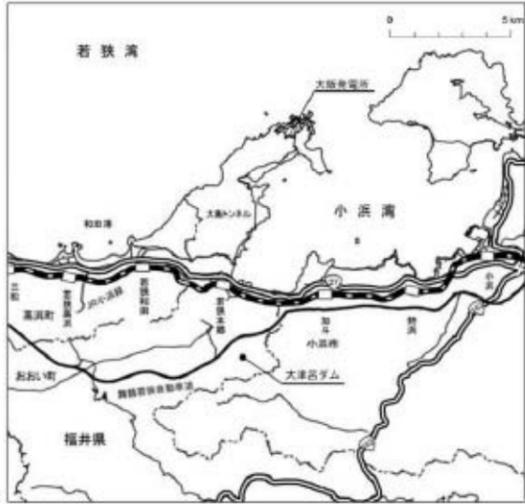 0 5 km
若狭湾
大飯発電所
小浜湾
和田港
大島トンネル
27
三松
若狭高浜
JR小浜線
若狭和田
若狭本郷
加斗
勢浜
小浜
高浜町
小浜市
おおい町
大津呂ダム
舞鶴若狭自動車道
福井県